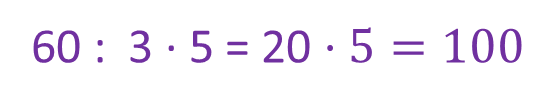 60 : 3 · 5 = 20 · 5 = 100